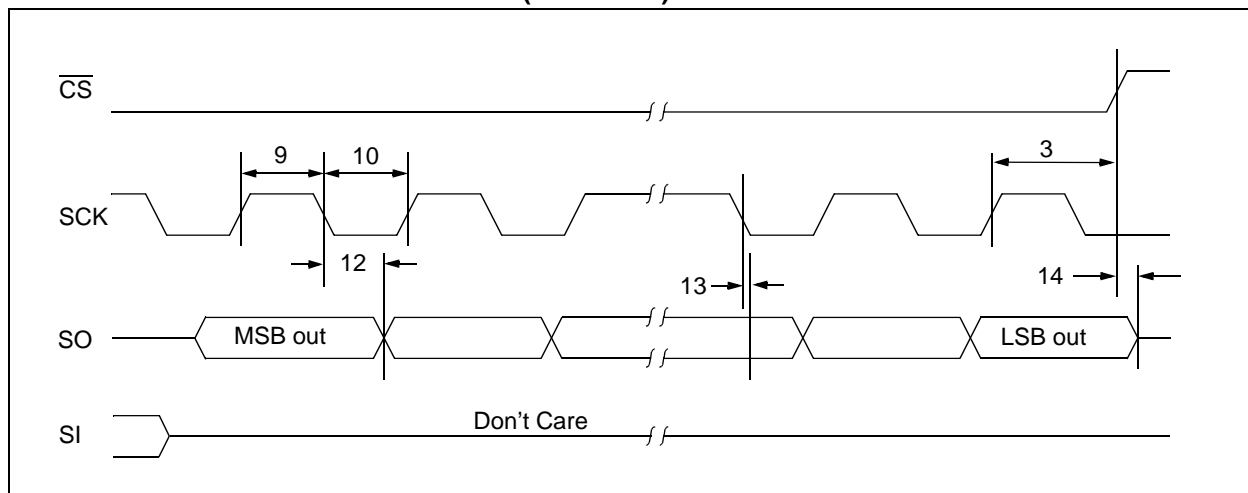 CS
9
10
3
SCK
12
13
14
SO
MSB out
LSB out
SI
Don't Care